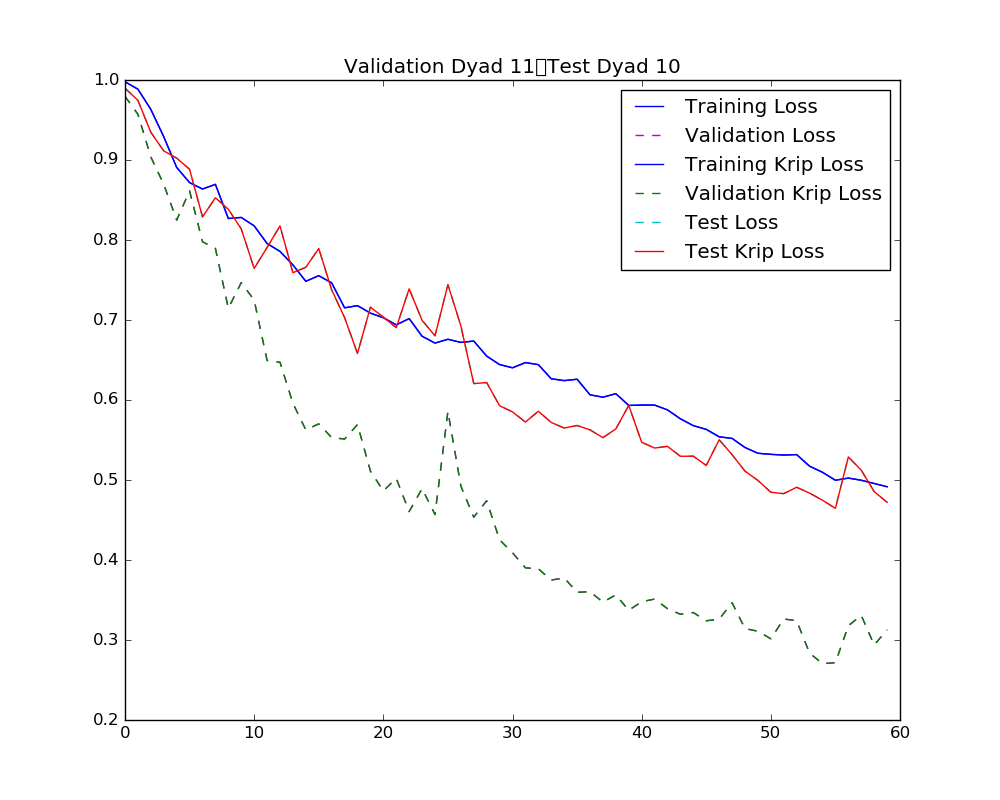 Validation Dyad 11▯Test Dyad 10
1.0
0.9
0.8
0.7
0.6
0.5
0.4
0.3
0.2
0
10
20
30
40
50
60
Training Loss
Validation Loss
Training Krip Loss
Validation Krip Loss
Test Loss
Test Krip Loss